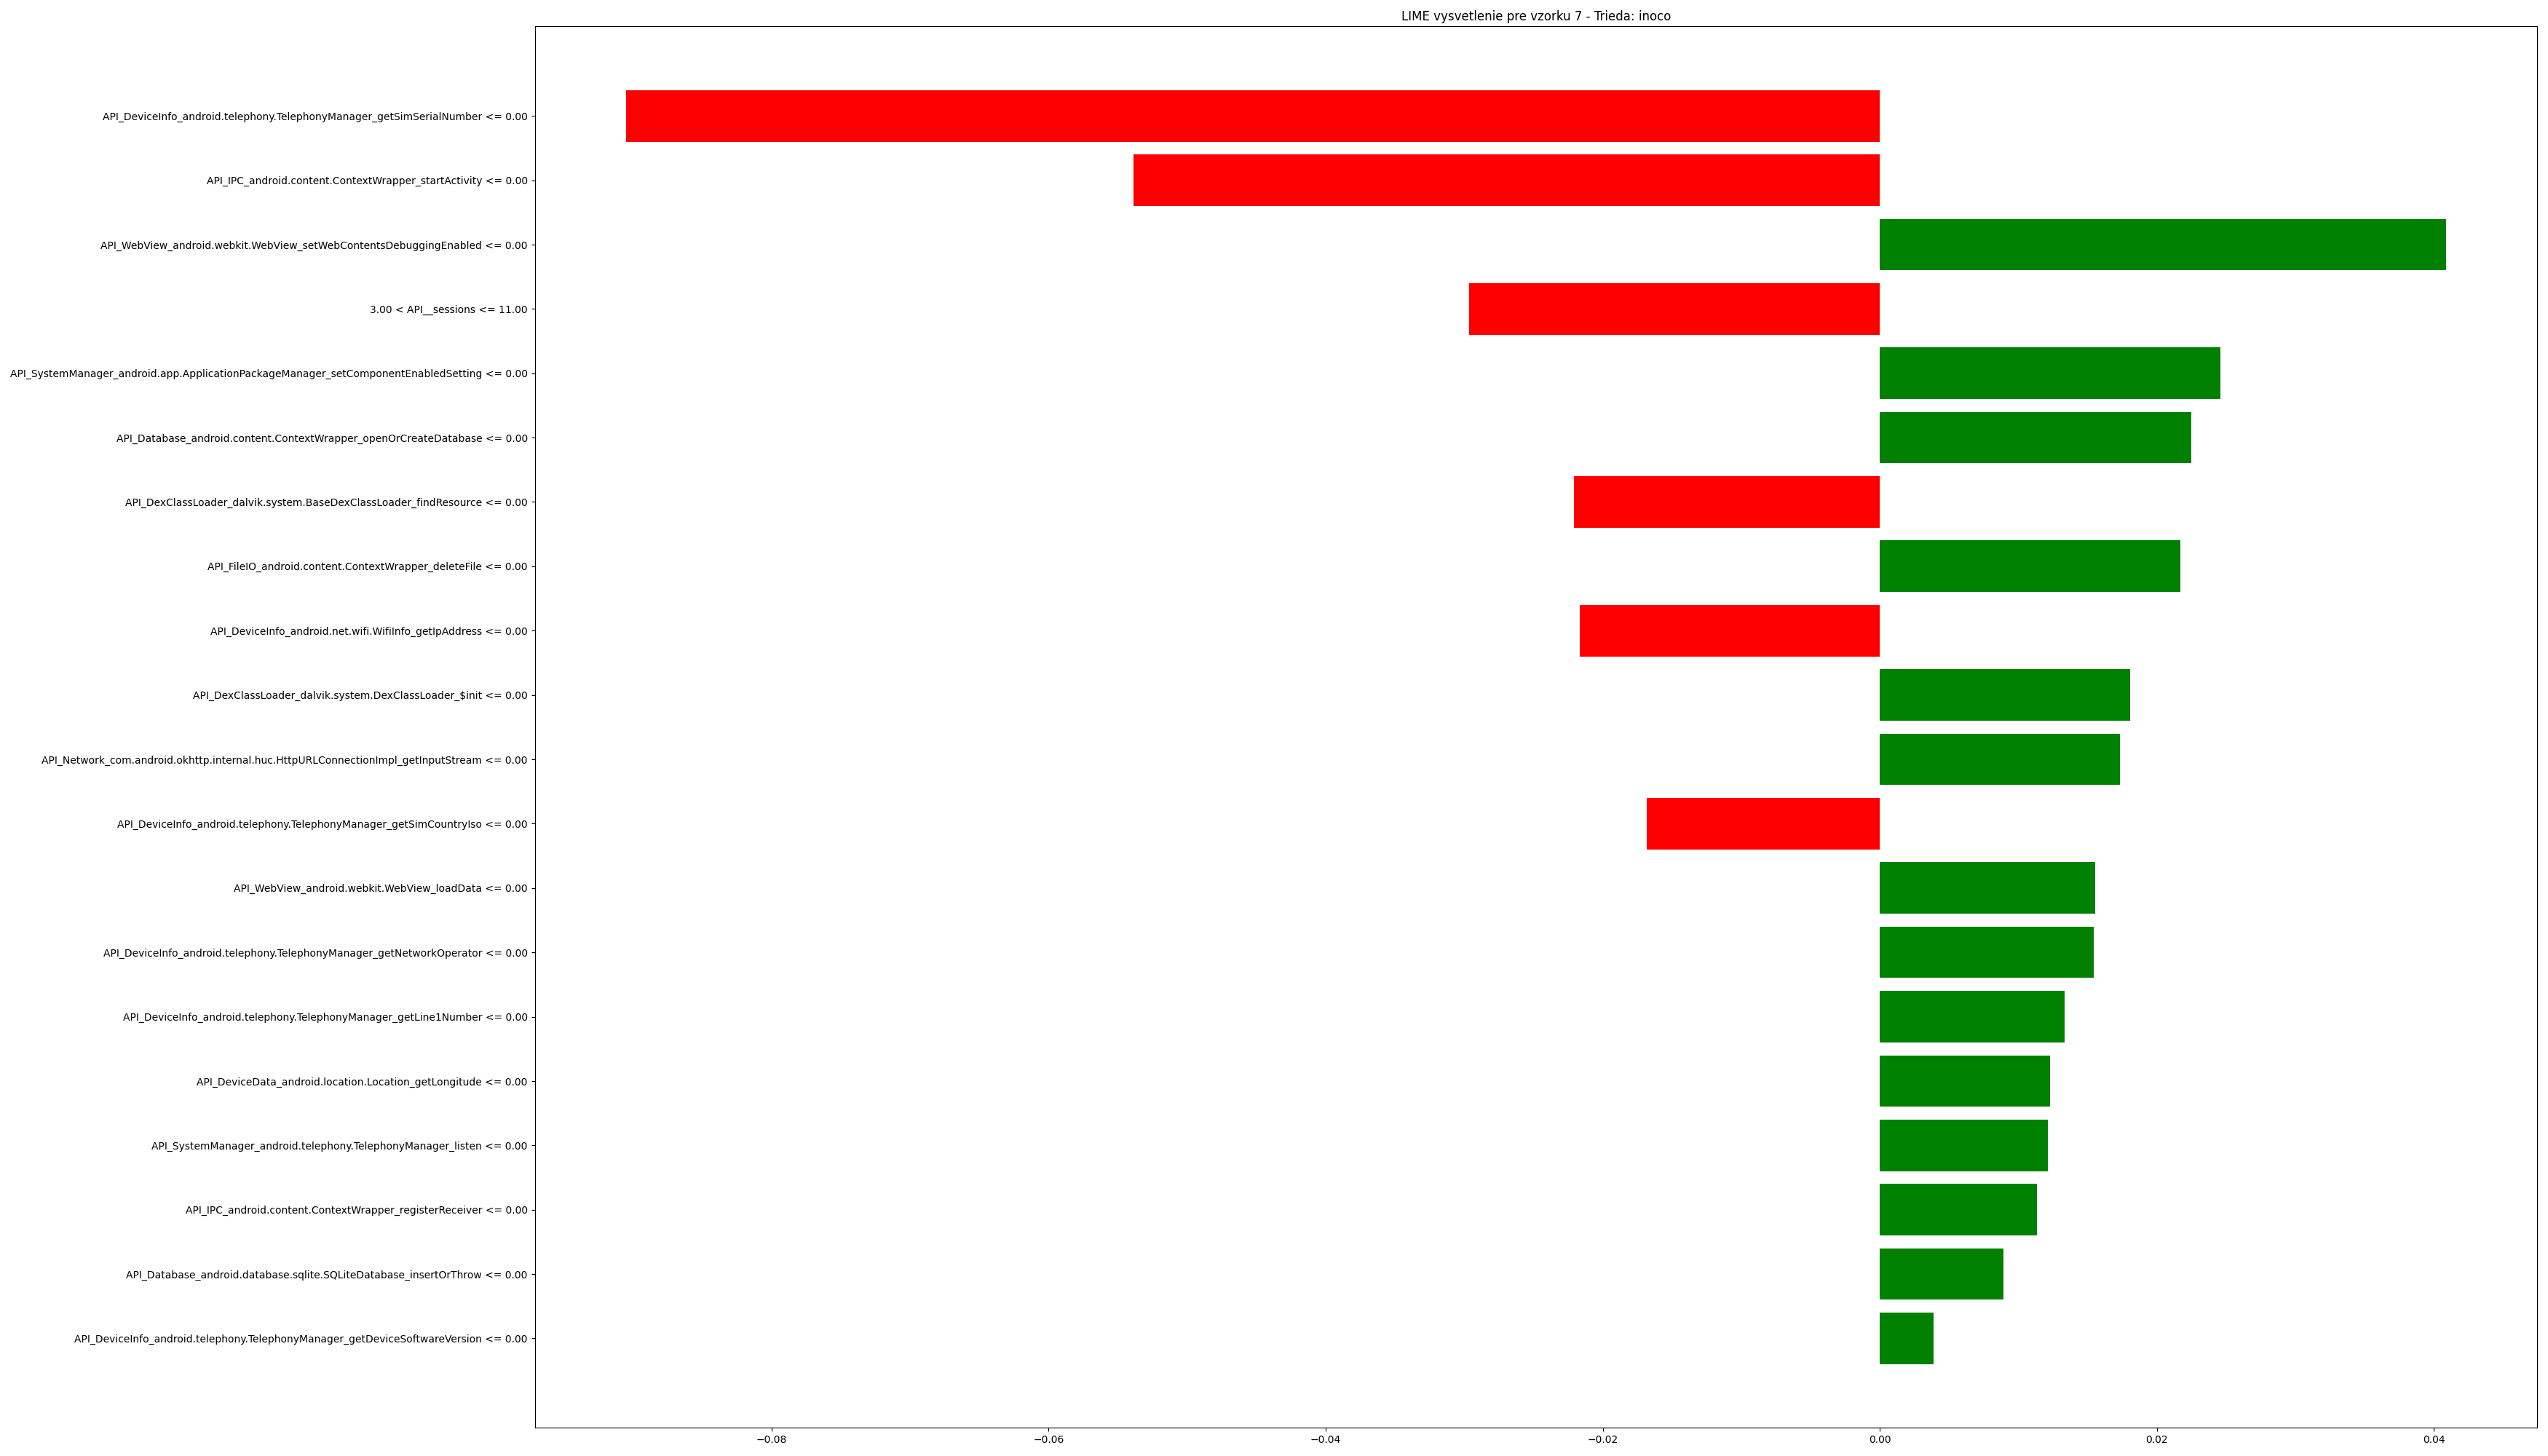 LIME vysvetlenie pre vzorku 7 - Trieda: inoco
API_DeviceInfo_android.telephony.TelephonyManager_getSimSerialNumber <= 0.00
API_IPC_android.content.ContextWrapper_startActivity <= 0.00
API_WebView_android.webkit.WebView_setWebContentsDebuggingEnabled <= 0.00
3.00 < API__sessions <= 11.00
API_SystemManager_android.app.ApplicationPackageManager_setComponentEnabledSetting <= 0.00
API_Database_android.content.ContextWrapper_openOrCreateDatabase <= 0.00
API_DexClassLoader_dalvik.system.BaseDexClassLoader_findResource <= 0.00
API_FileIO_android.content.ContextWrapper_deleteFile <= 0.00
API_DeviceInfo_android.net.wifi.WifiInfo_getIpAddress <= 0.00
API_DexClassLoader_dalvik.system.DexClassLoader_$init <= 0.00
API_Network_com.android.okhttp.internal.huc.HttpURLConnectionImpl_getInputStream <= 0.00
API_DeviceInfo_android.telephony.TelephonyManager_getSimCountryIso <= 0.00
API_WebView_android.webkit.WebView_loadData <= 0.00
API_DeviceInfo_android.telephony.TelephonyManager_getNetworkOperator <= 0.00
API_DeviceInfo_android.telephony.TelephonyManager_getLine1Number <= 0.00
API_DeviceData_android.location.Location_getLongitude <= 0.00
API_SystemManager_android.telephony.TelephonyManager_listen <= 0.00
API_IPC_android.content.ContextWrapper_registerReceiver <= 0.00
API_Database_android.database.sqlite.SQLiteDatabase_insertOrThrow <= 0.00
API_DeviceInfo_android.telephony.TelephonyManager_getDeviceSoftwareVersion <= 0.00
−0.08 −0.06 −0.04 −0.02 0.00 0.02 0.04